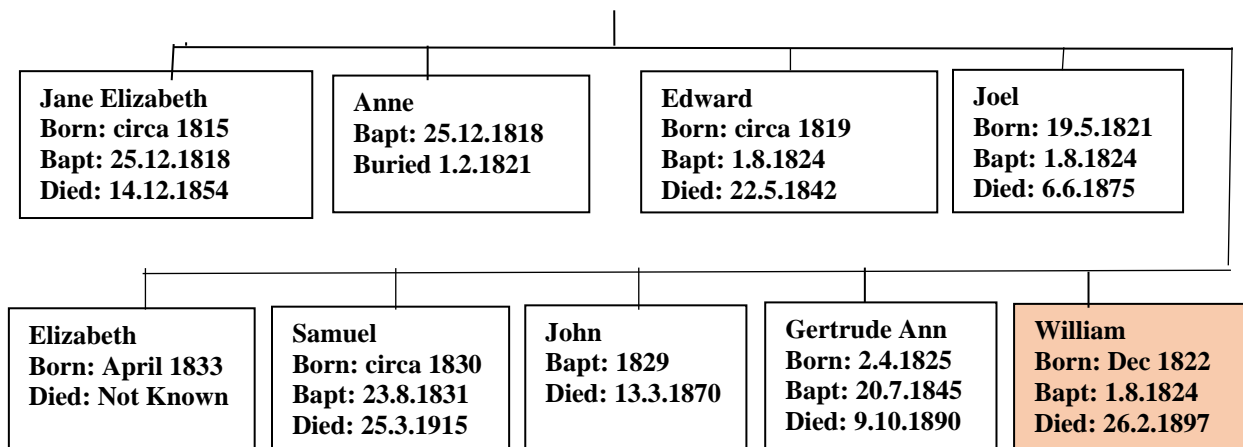 Jane Elizabeth
Born: circa 1815
Bapt: 25.12.1818
Died: 14.12.1854
Anne
Bapt: 25.12.1818
Buried 1.2.1821
Edward
Born: circa 1819
Bapt: 1.8.1824
Died: 22.5.1842
Joel
Born: 19.5.1821
Bapt: 1.8.1824
Died: 6.6.1875
Elizabeth
Born: April 1833
Died: Not Known
Samuel
Born: circa 1830
Bapt: 23.8.1831
Died: 25.3.1915
John
Bapt: 1829
Died: 13.3.1870
Gertrude Ann
Born: 2.4.1825
Bapt: 20.7.1845
Died: 9.10.1890
William
Born: Dec 1822
Bapt: 1.8.1824
Died: 26.2.1897